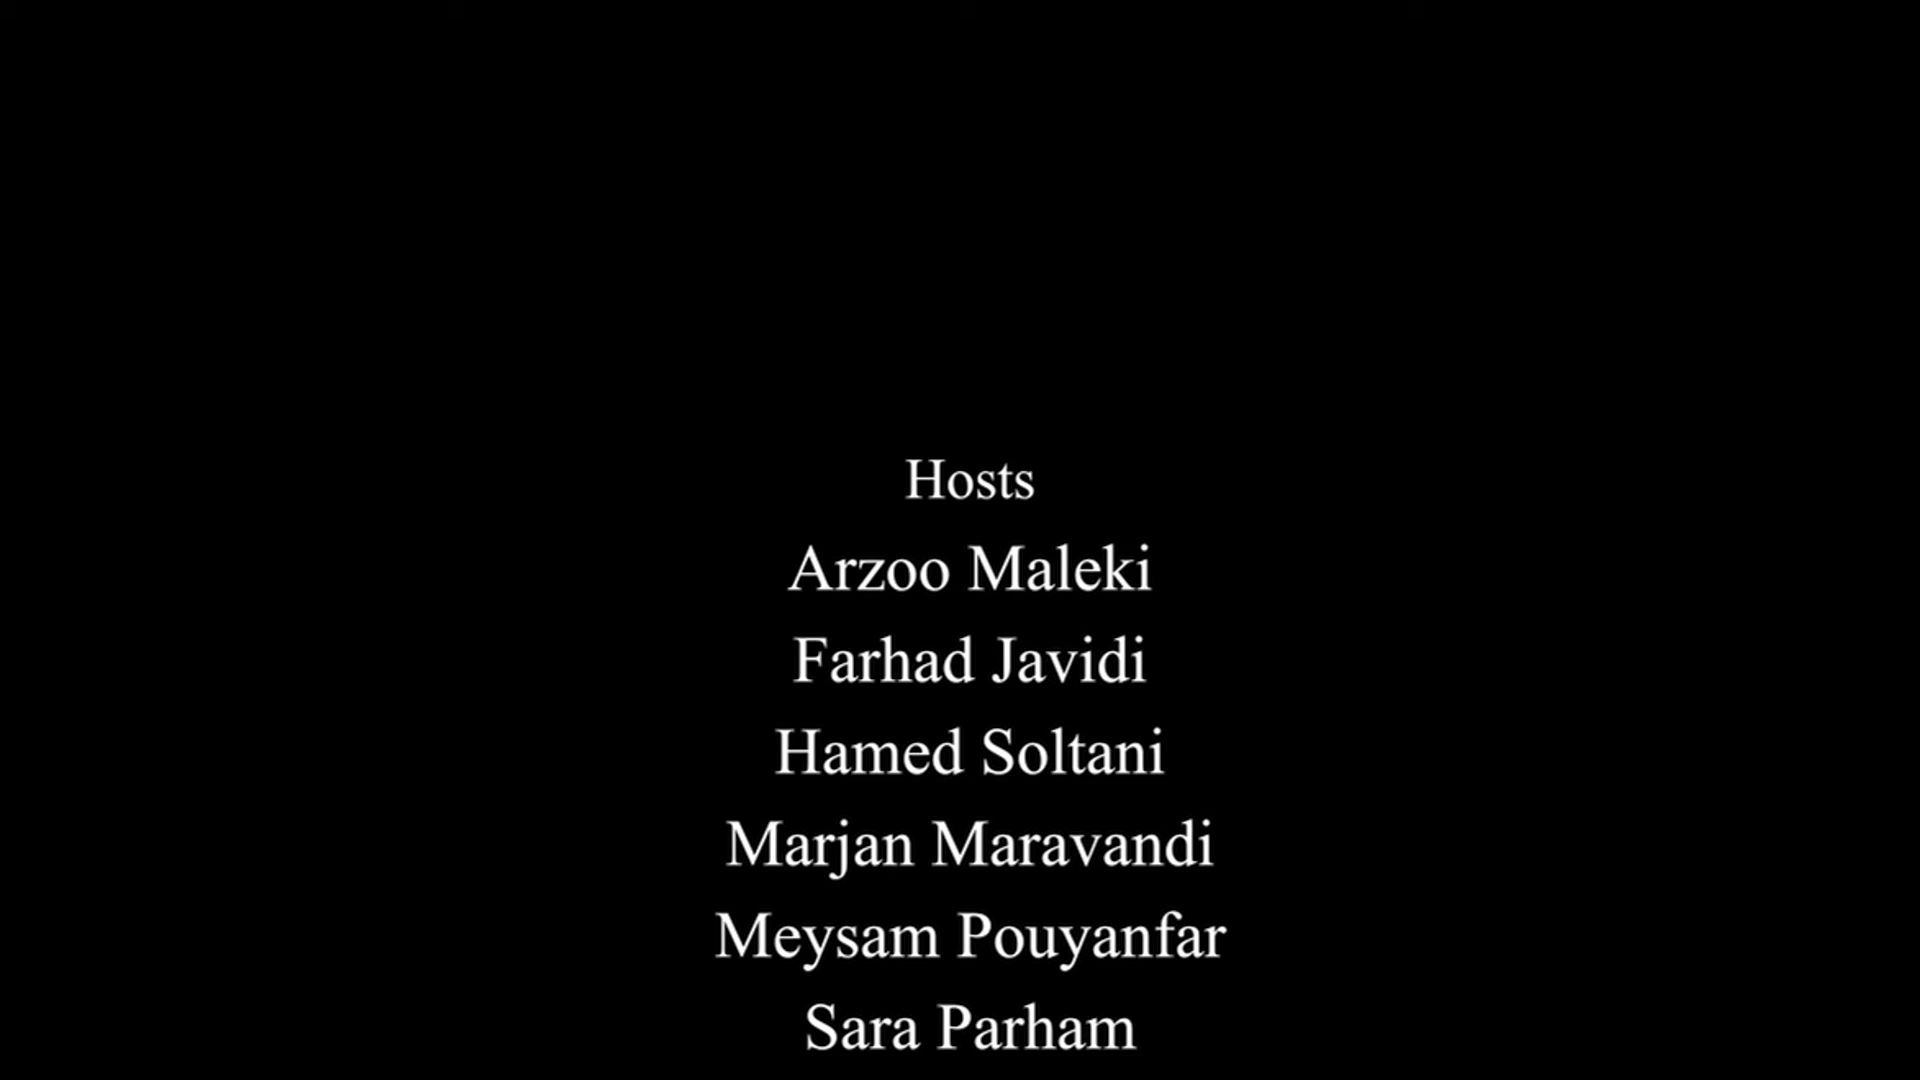 Hosts
Arzoo Maleki
Farhad Javidi
Hamed Soltani
Marjan Maravandi
Meysam Pouyanfar
Sara Parham